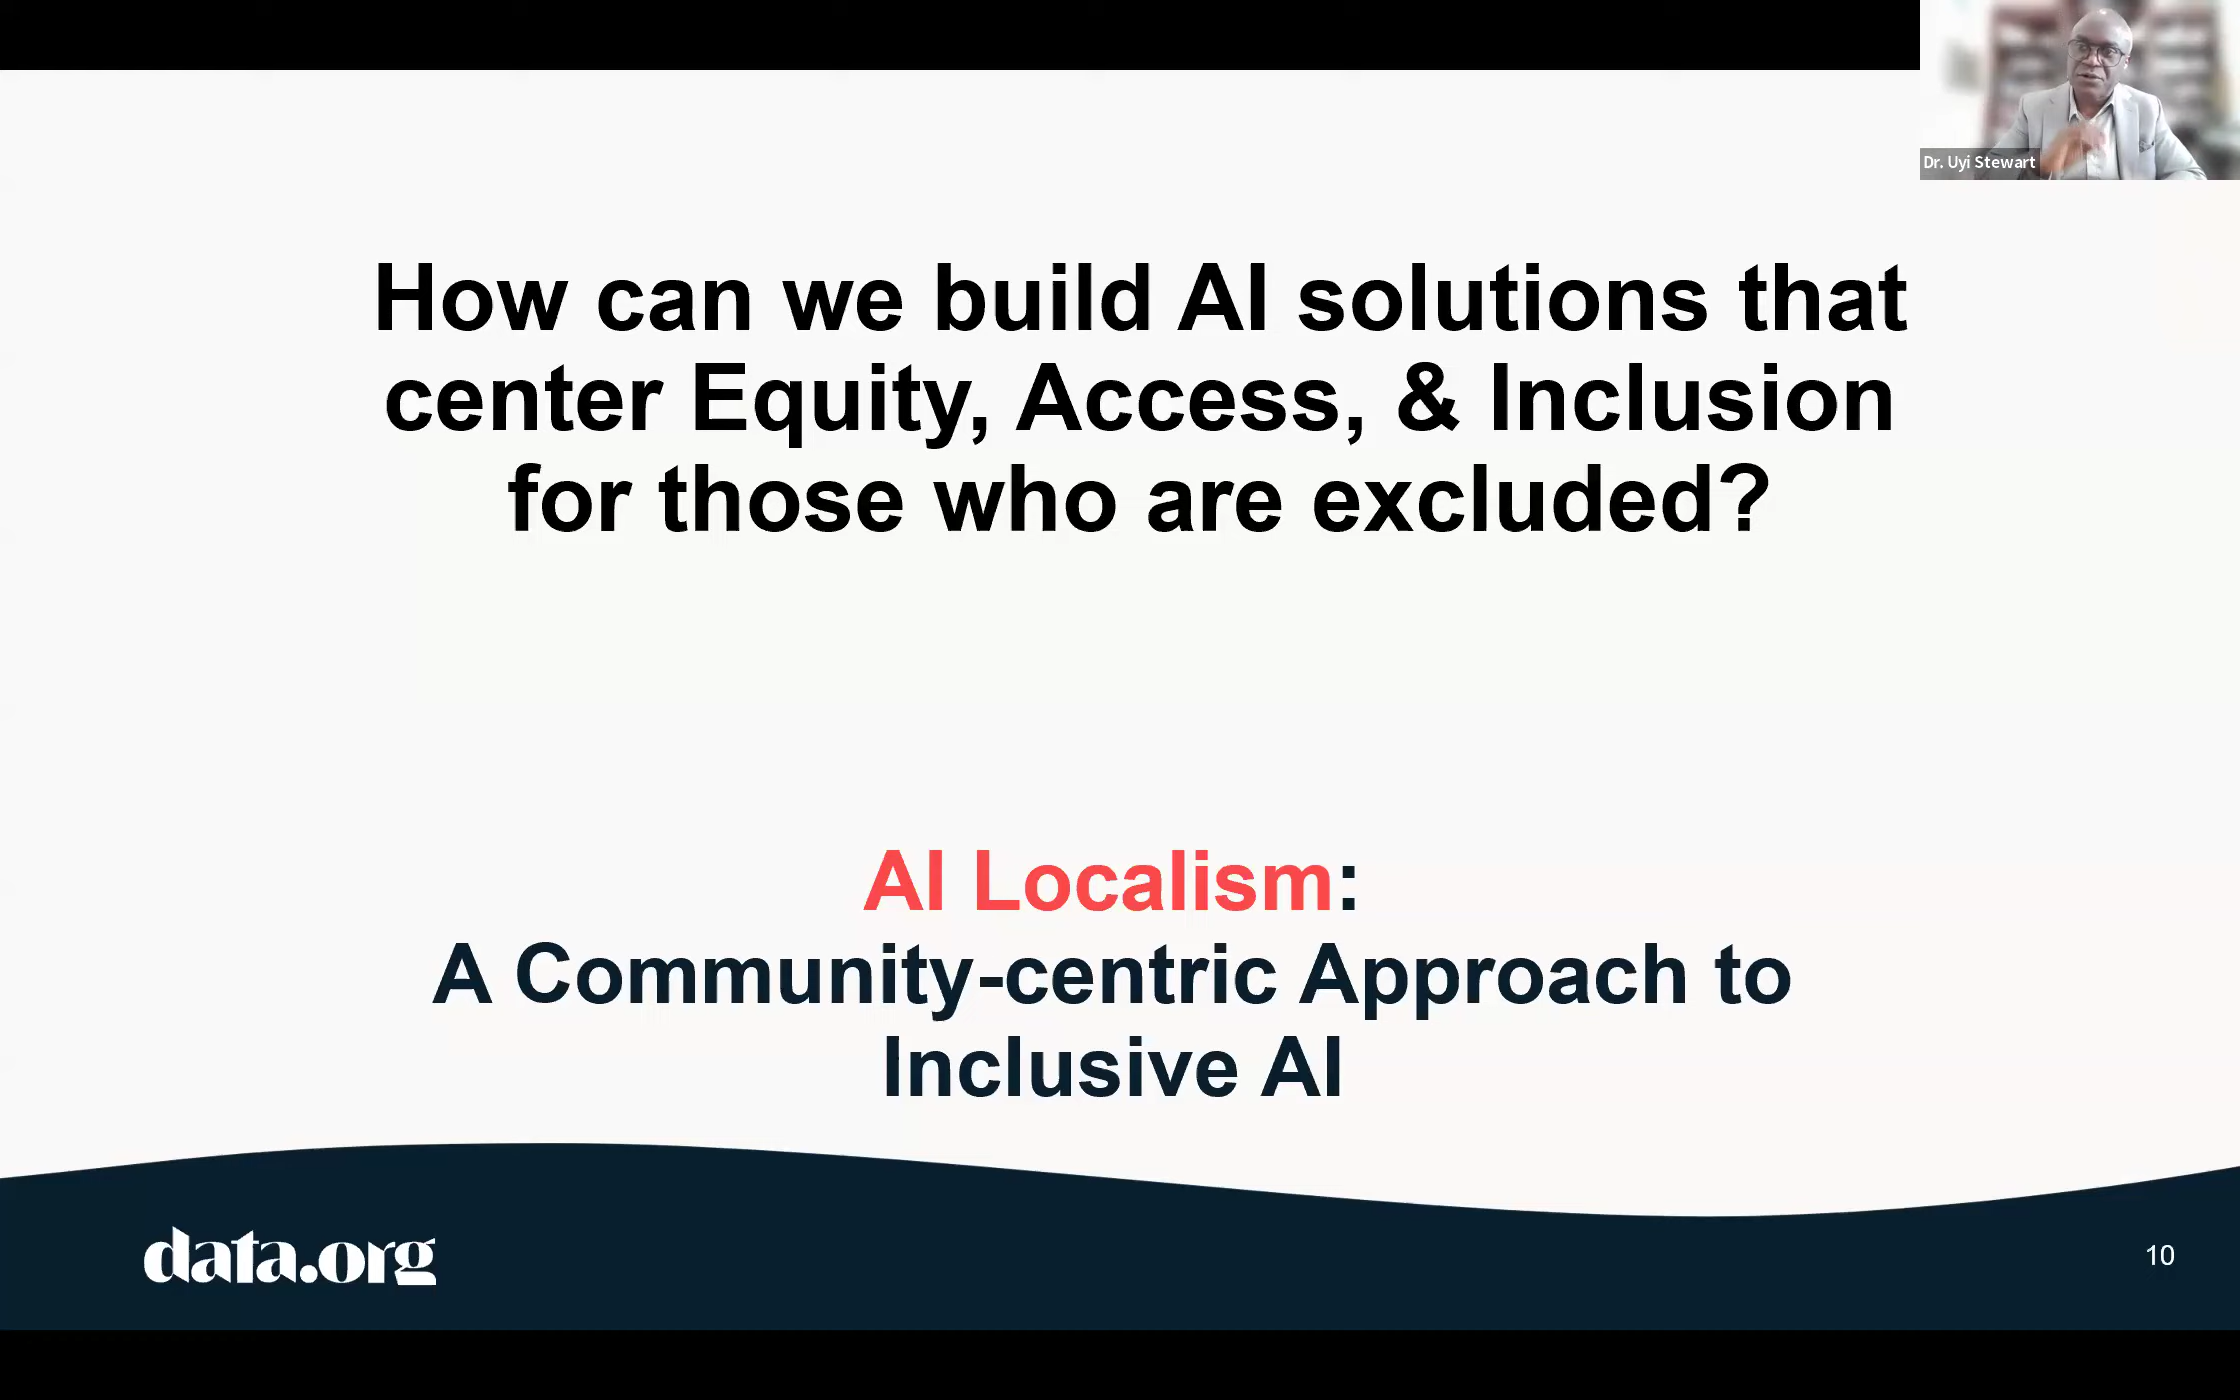 Dr. Uyi Stewart
How can we build AI solutions that
center Equity, Access, & Inclusion
for those who are excluded?
AI Localism:
A Community-centric Approach to
Inclusive AI
data.org
10